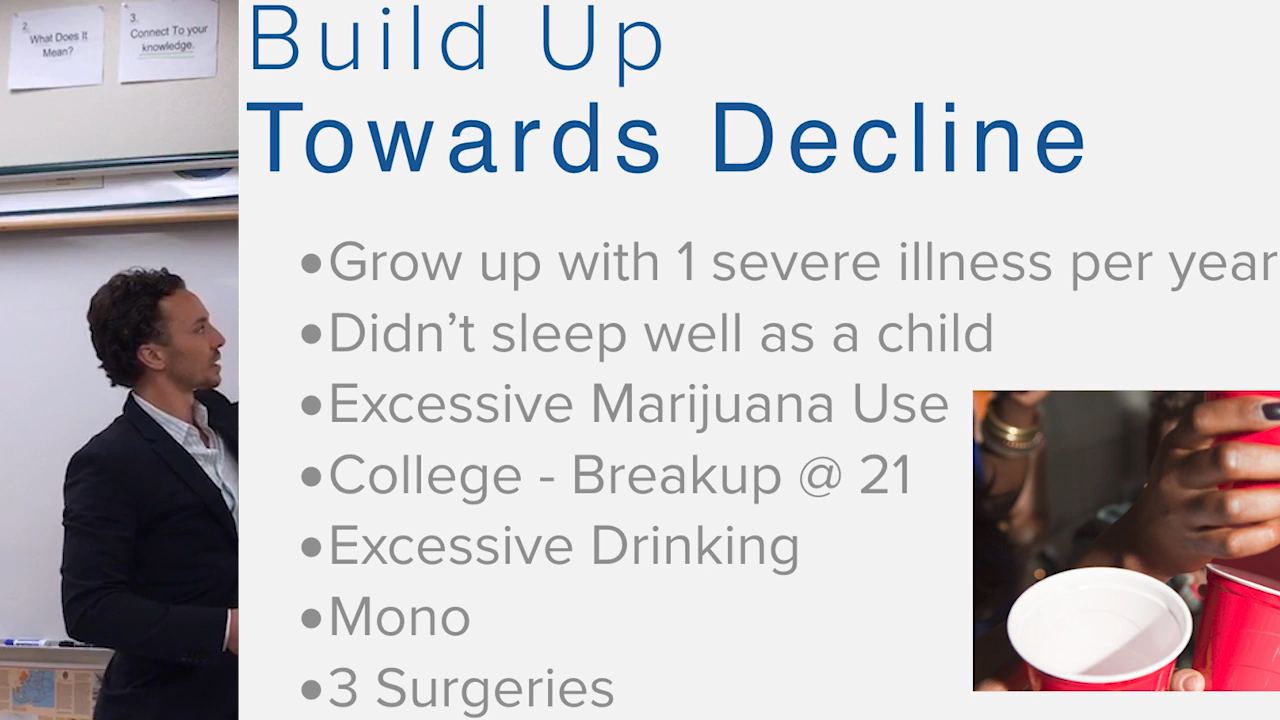 2.
What Does It
Mean?
3.
Connect To your
knowledge.
Build Up
Towards Decline
•Grow up with 1 severe illness per year
•Didn’t sleep well as a child
•Excessive Marijuana Use
•College - Breakup @ 21
•Excessive Drinking
•Mono
•3 Surgeries